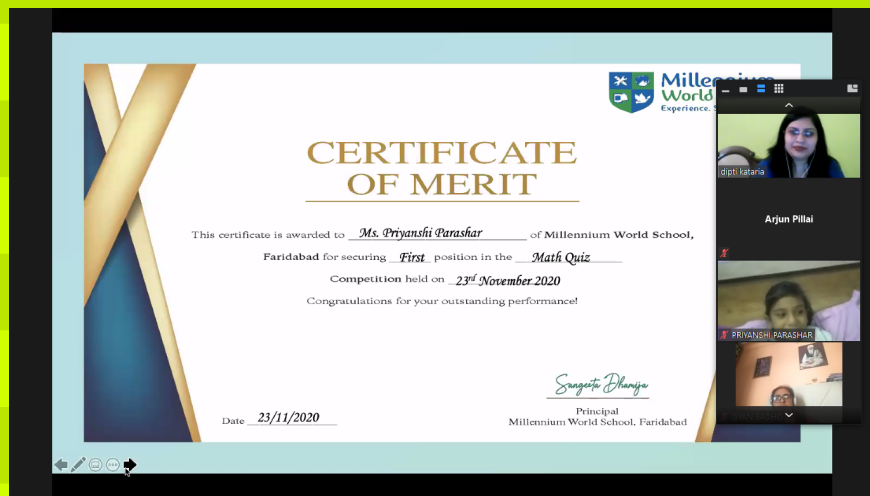 Millennium
World
Experience.
CERTIFICATE
OF MERIT
This certificate is awarded to Ms. Priyanshi Parashar of Millennium World School,
Faridabad for securing First position in the Math Quiz
Competition held on 23rd November 2020
Congratulations for your outstanding performance!
Sangeeta Dhamija
Principal
Millennium World School, Faridabad
Date 23/11/2020
dipti kataria
Arjun Pillai
PRIYANSHI PARASHAR